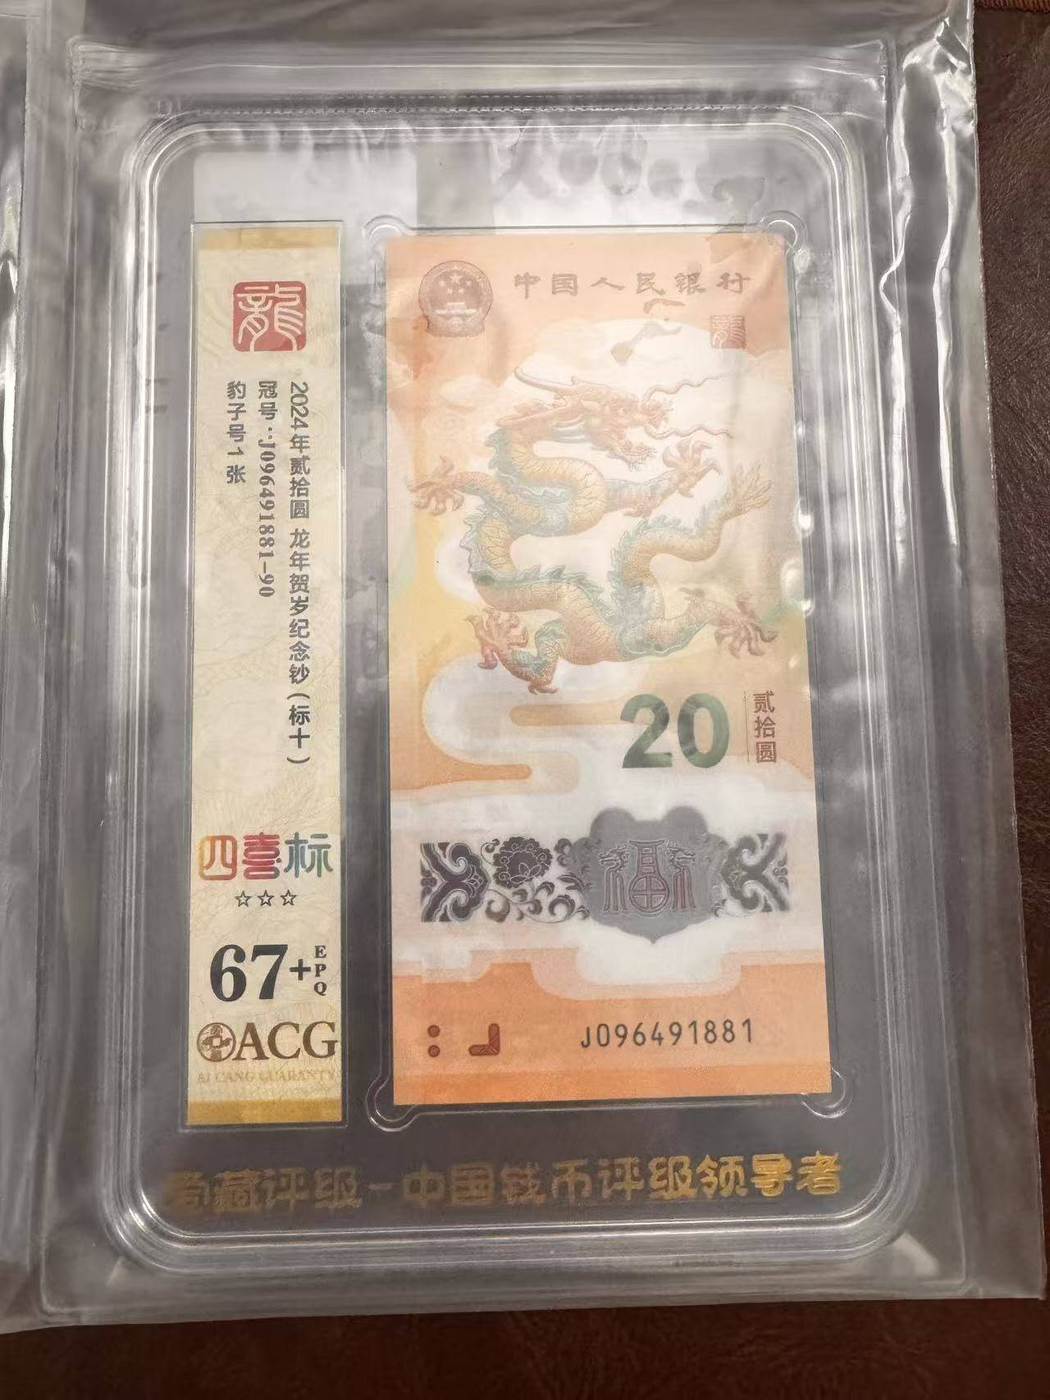 龍
2024年贰拾圆 龙年贺岁纪念钞(标十)
冠号:J096491881-90
豹子号1张
四喜标
☆☆☆
67+ EPQ
ACG
AI CANG GUARANTY
中国人民银行
龍
20
贰拾圆
福
J096491881
爱藏评级-中国钱币评级领导者